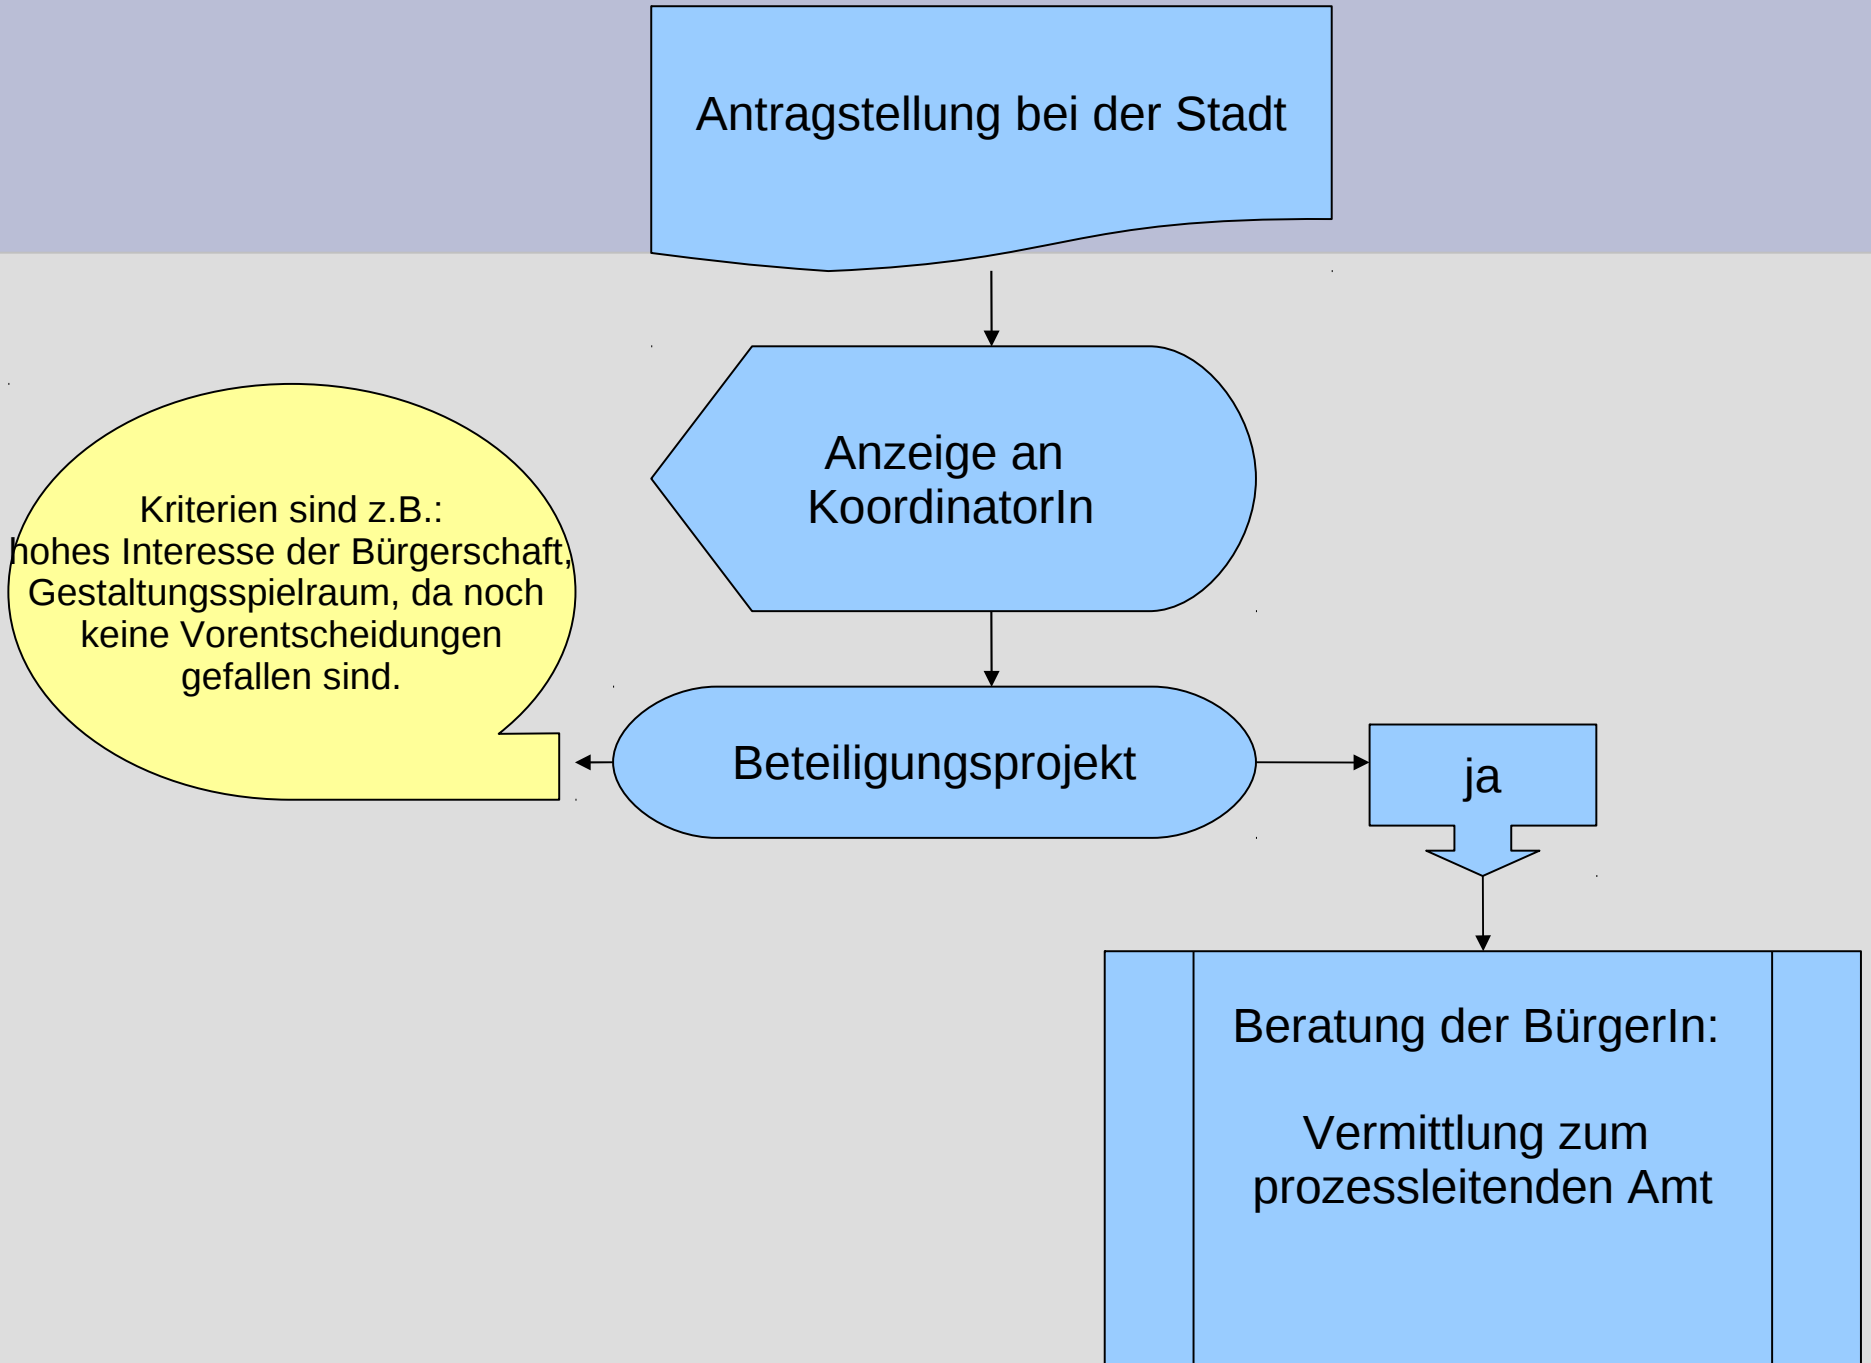 Antragstellung bei der Stadt
Anzeige an
KoordinatorIn
Kriterien sind z.B.:
hohes Interesse der Bürgerschaft,
Gestaltungsspielraum, da noch
keine Vorentscheidungen
gefallen sind.
Beteiligungsprojekt
ja
Beratung der BürgerIn:
Vermittlung zum
prozessleitenden Amt